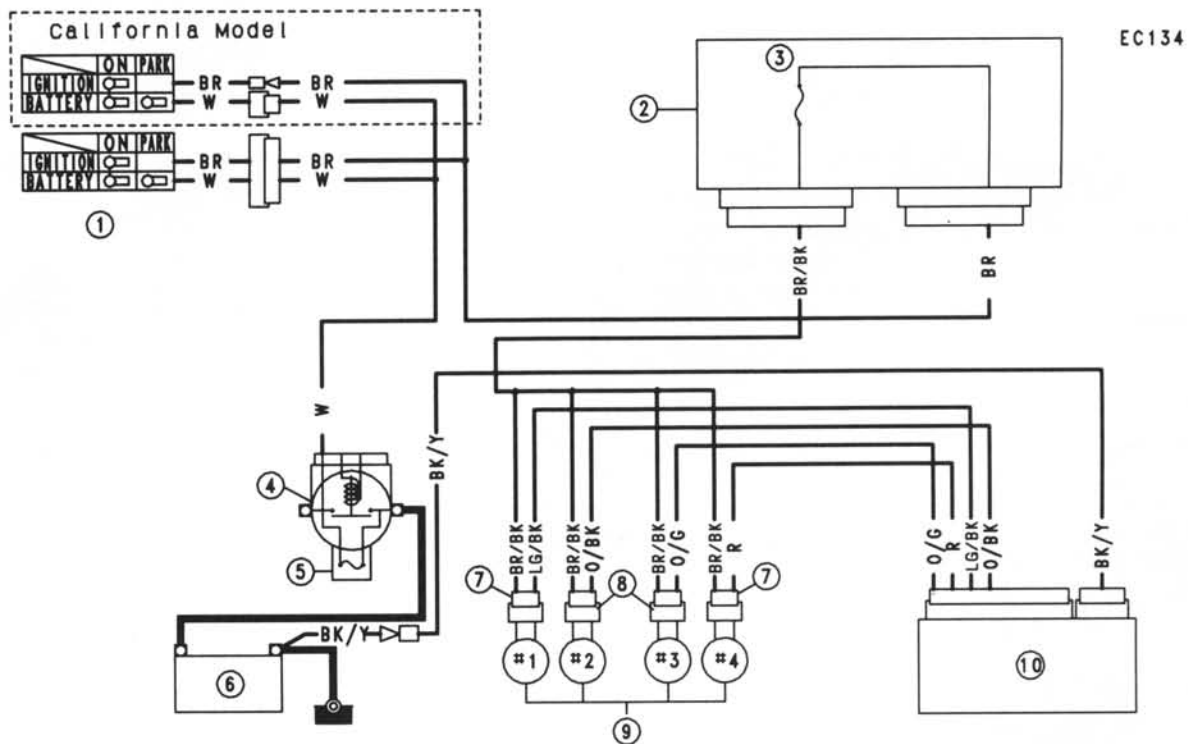 California Model
EC134
ON PARK
IGNITION
BATTERY
BR BR
W W
ON PARK
IGNITION
BATTERY
BR BR
W W
1
2
3
BR/BK
BR
W
BK/Y
4
5
BK/Y
6
BR/BK
LG/BK
BR/BK
O/BK
BR/BK
O/G
BR/BK
R
O/G
R
LG/BK
O/BK
BK/Y
7
8
7
#1
#2
#3
#4
9
10